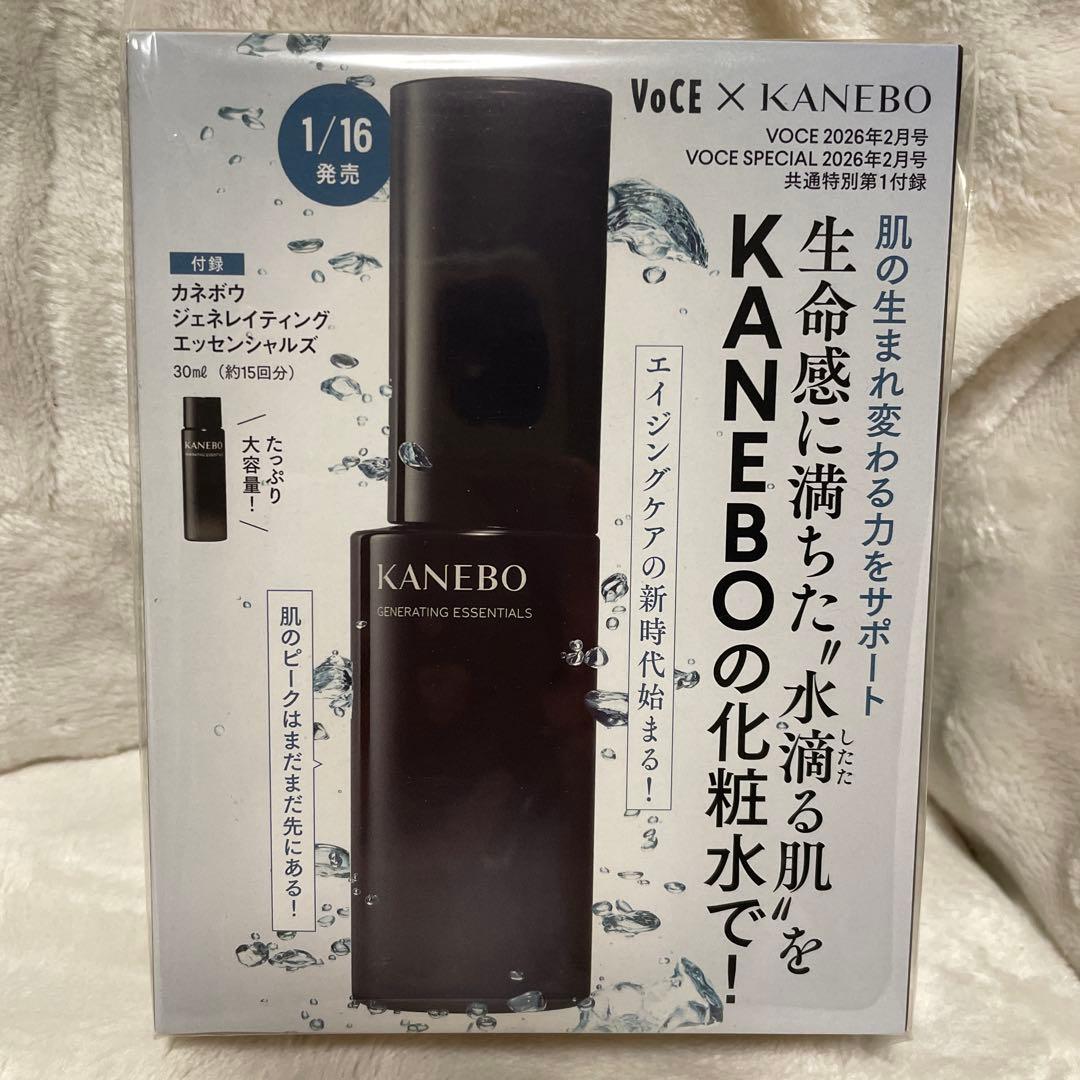 VoCE × KANEBO
VOCE 2026年2月号
VOCE SPECIAL 2026年2月号
共通特別第1付録
1/16
発売
肌の生まれ変わる力をサポート
生命感に満ちた"水滴る肌"を
したた
KANEBOの化粧水で!
エイジングケアの新時代始まる!
付録
カネボウ
ジェネレイティング
エッセンシャルズ
30㎖（約15回分）
KANEBO
GENERATING ESSENTIALS
たっぷり
大容量!
KANEBO
GENERATING ESSENTIALS
肌のピークはまだまだ先にある!